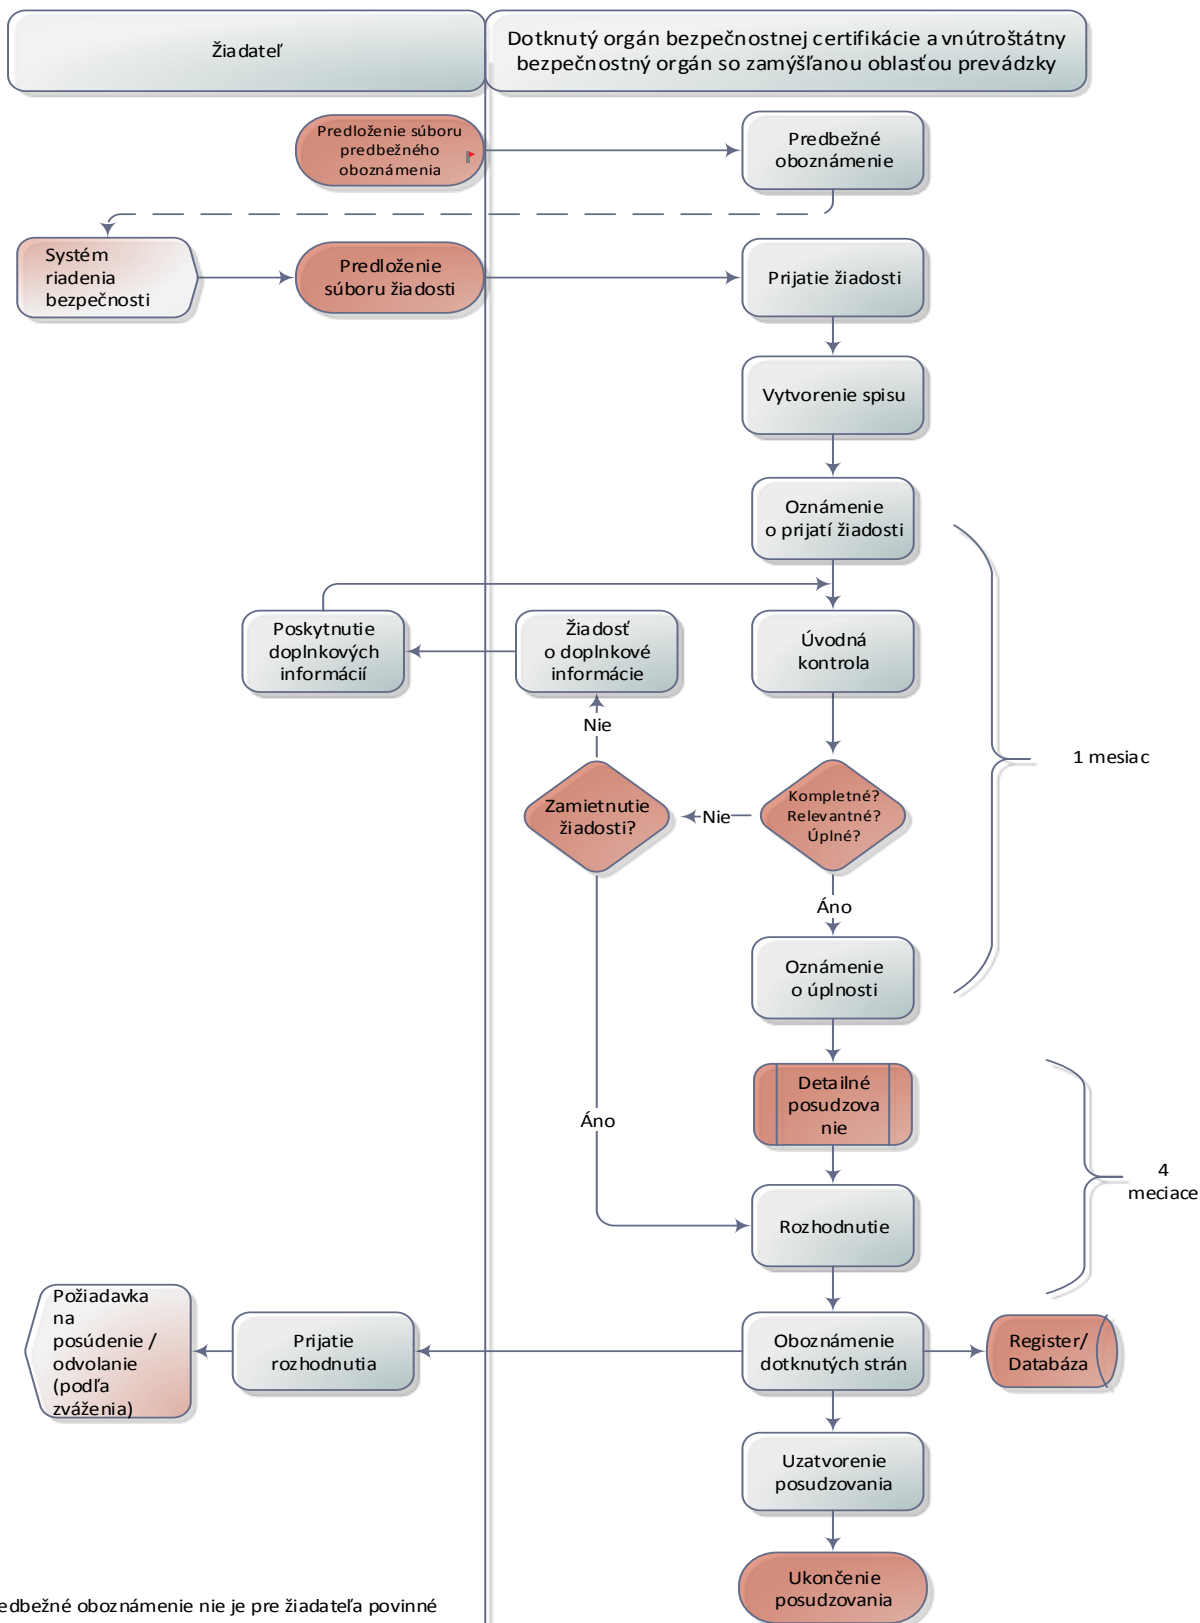 Žiadateľ
Dotknutý orgán bezpečnostnej certifikácie a vnútroštátny
bezpečnostný orgán so zamýšľanou oblasťou prevádzky
Predloženie súboru
predbežného
oboznámenia
Predbežné
oboznámenie
Systém
riadenia
bezpečnosti
Predloženie
súboru žiadosti
Prijatie žiadosti
Vytvorenie spisu
Oznámenie
o prijatí žiadosti
Poskytnutie
doplnkových
informácií
Žiadosť
o doplnkové
informácie
Úvodná
kontrola
Nie
1 mesiac
Zamietnutie
žiadosti?
Nie
Kompletné?
Relevantné?
Úplné?
Áno
Oznámenie
o úplnosti
Detailné
posudzova
nie
Áno
4
meciace
Rozhodnutie
Požiadavka
na
posúdenie /
odvolanie
(podľa
zváženia)
Prijatie
rozhodnutia
Oboznámenie
dotknutých strán
Register/
Databáza
Uzatvorenie
posudzovania
Ukončenie
posudzovania
edbežné oboznámenie nie je pre žiadateľa povinné